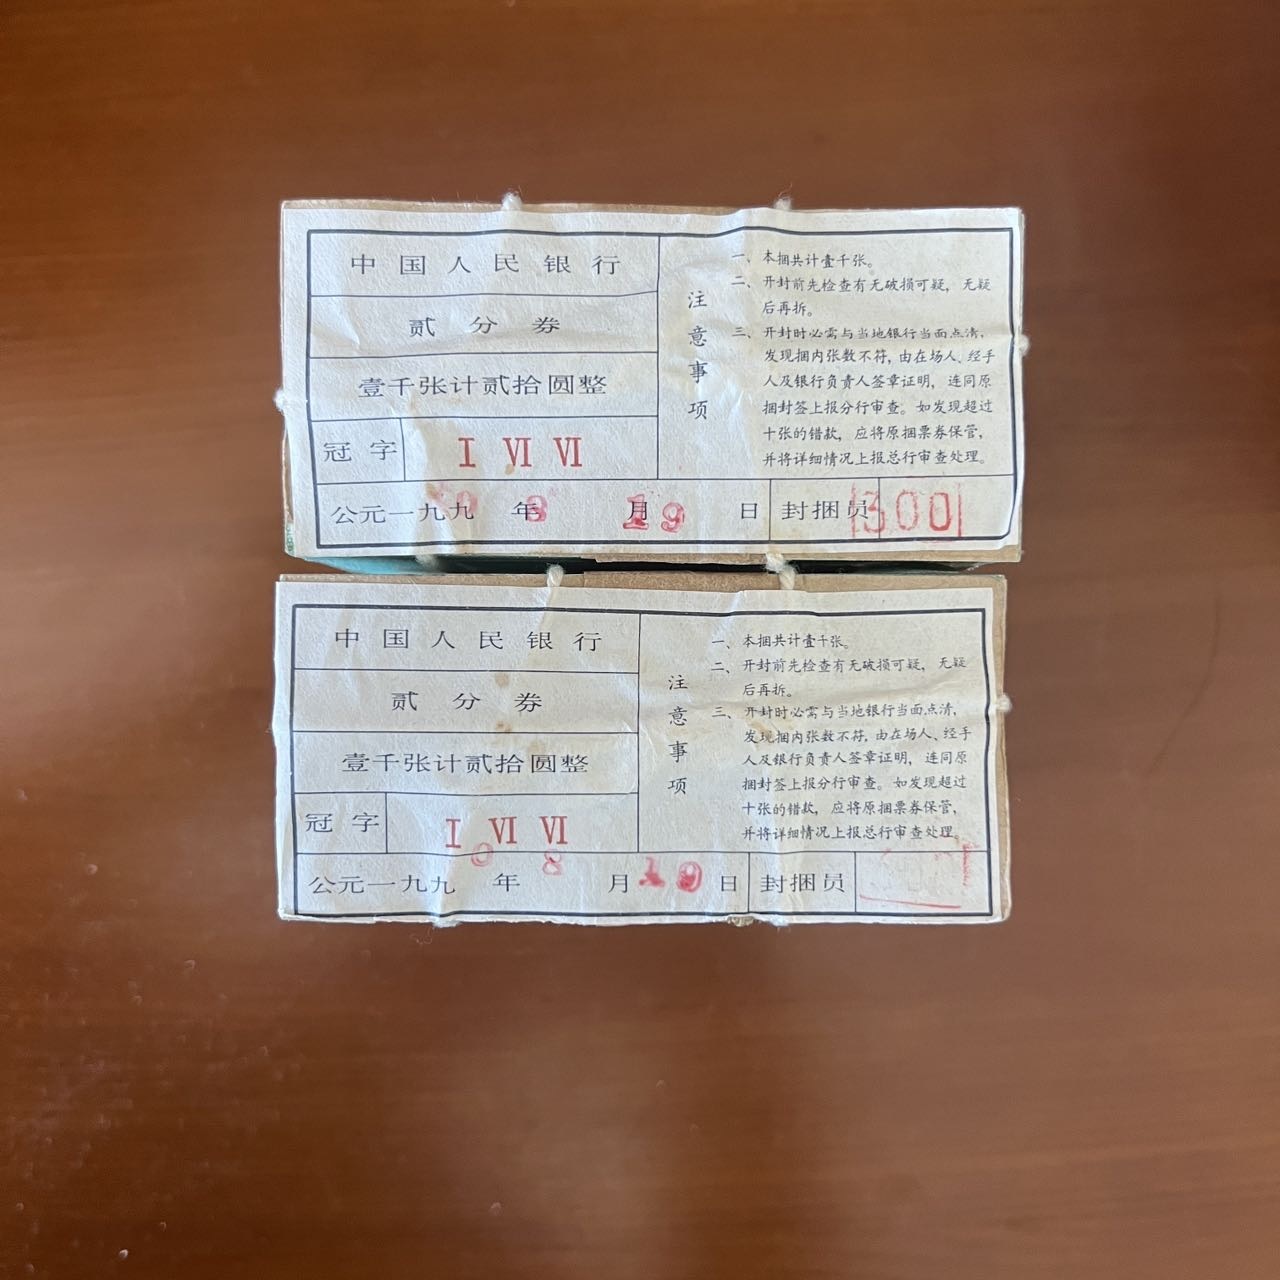 中国人民银行
贰分券
壹千张计贰拾圆整
冠字 I VI VI
公元一九九0年8月19日 封捆员 300
注意事项
一、本捆共计壹千张。
二、开封前先检查有无破损可疑，无疑
后再拆。
三、开封时必需与当地银行当面点清，
发现捆内张数不符，由在场人、经手
人及银行负责人签章证明，连同原
捆封签上报分行审查。如发现超过
十张的错款，应将原捆票券保管，
并将详细情况上报总行审查处理。
中国人民银行
贰分券
壹千张计贰拾圆整
冠字 I VI VI
公元一九九0年8月19日 封捆员
注意事项
一、本捆共计壹千张。
二、开封前先检查有无破损可疑，无疑
后再拆。
三、开封时必需与当地银行当面点清，
发现捆内张数不符，由在场人、经手
人及银行负责人签章证明，连同原
捆封签上报分行审查。如发现超过
十张的错款，应将原捆票券保管，
并将详细情况上报总行审查处理。